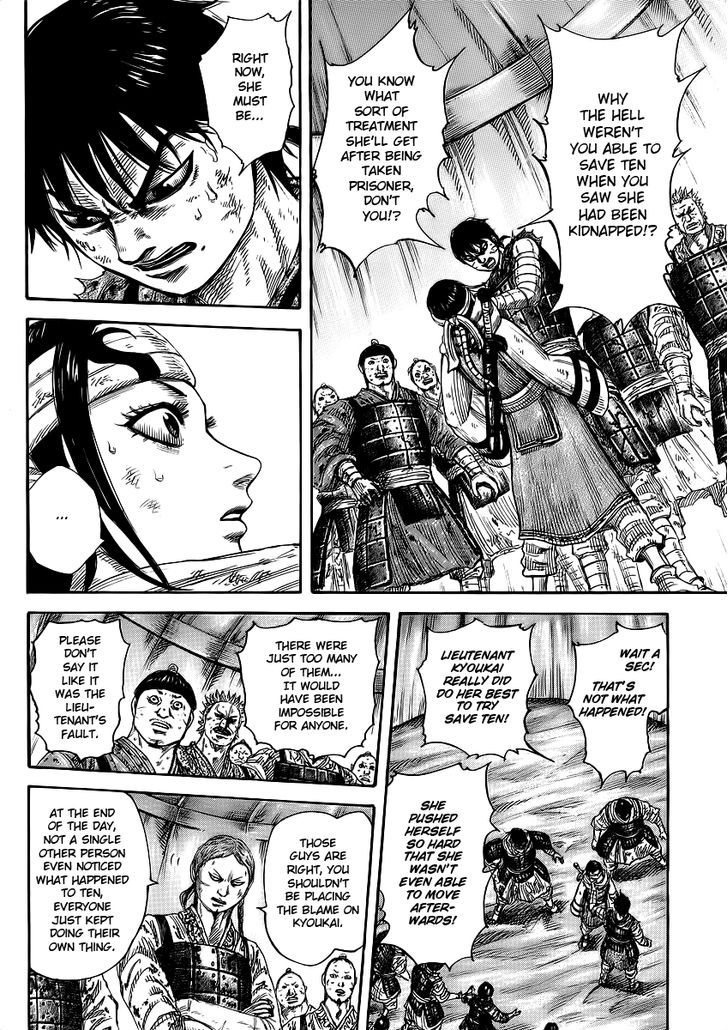 WHY
THE HELL
WEREN'T
YOU ABLE TO
SAVE TEN
WHEN YOU
SAW SHE
HAD BEEN
KIDNAPPED!?
YOU KNOW
WHAT
SORT OF
TREATMENT
SHE'LL GET
AFTER BEING
TAKEN
PRISONER,
DON'T
YOU!?
RIGHT
NOW,
SHE
MUST
BE...
...
WAIT A
SEC!
THAT'S
NOT WHAT
HAPPENED!
LIEUTENANT
KYOUKAI
REALLY DID
DO HER BEST
TO TRY
SAVE TEN!
SHE
PUSHED
HERSELF
SO HARD
THAT SHE
WASN'T
EVEN ABLE
TO MOVE
AFTER-
WARDS!
THERE WERE
JUST TOO MANY
OF THEM...
IT WOULD
HAVE BEEN
IMPOSSIBLE
FOR ANYONE.
PLEASE
DON'T
SAY IT
LIKE IT
WAS THE
LIEU-
TENANT'S
FAULT.
THOSE
GUYS ARE
RIGHT, YOU
SHOULDN'T
BE PLACING
THE BLAME ON
KYOUKAI.
AT THE END
OF THE DAY,
NOT A SINGLE
OTHER PERSON
EVEN NOTICED
WHAT HAPPENED
TO TEN,
EVERYONE
JUST KEPT
DOING THEIR
OWN THING.